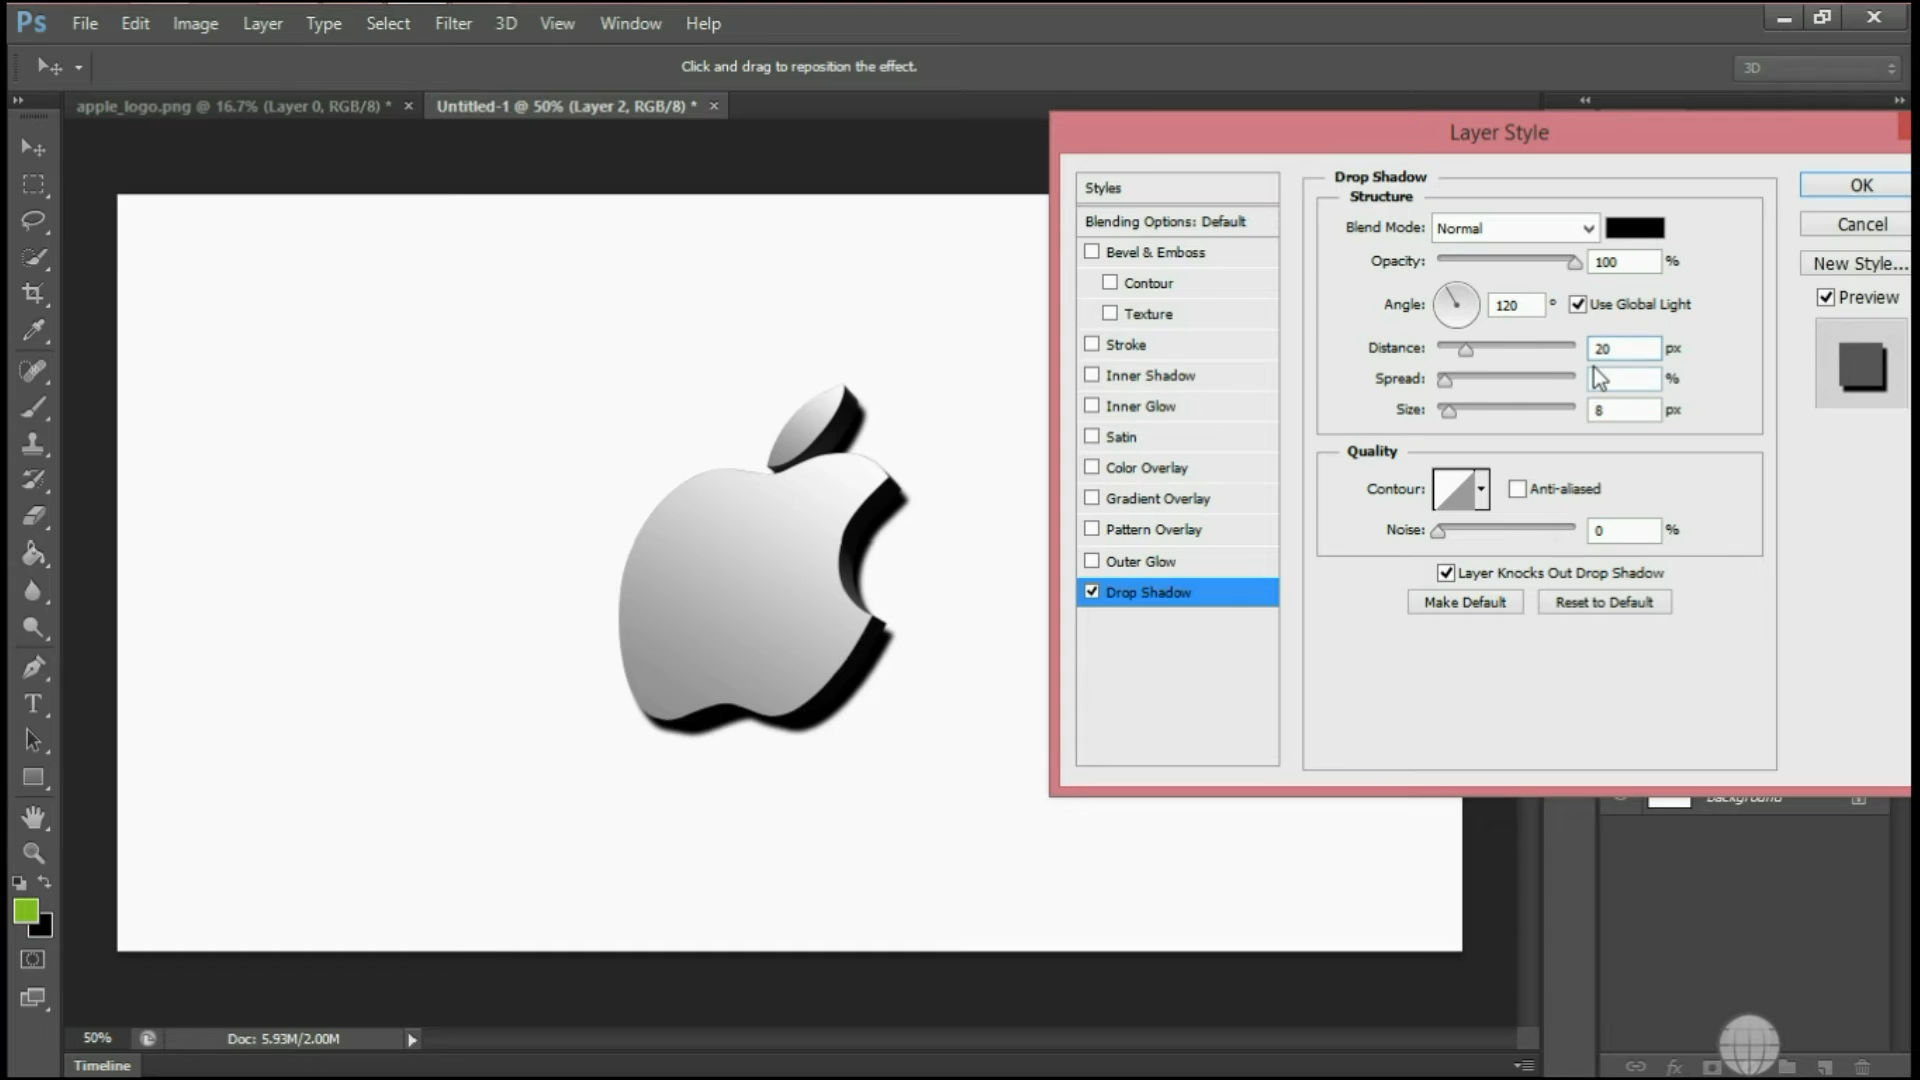 Ps File Edit Image Layer Type Select Filter 3D View Window Help
Click and drag to reposition the effect.
3D
apple_logo.png @ 16.7% (Layer 0, RGB/8) * ×
Untitled-1 @ 50% (Layer 2, RGB/8) * ×
Layer Style
Styles
Blending Options: Default
Bevel & Emboss
Contour
Texture
Stroke
Inner Shadow
Inner Glow
Satin
Color Overlay
Gradient Overlay
Pattern Overlay
Outer Glow
Drop Shadow
Drop Shadow
Structure
Blend Mode: Normal
Opacity: 100 %
Angle: 120 ° Use Global Light
Distance: 20 px
Spread: %
Size: 8 px
Quality
Contour: Anti-aliased
Noise: 0 %
Layer Knocks Out Drop Shadow
Make Default Reset to Default
OK
Cancel
New Style...
Preview
Background
50% Doc: 5.93M/2.00M
Timeline
fx